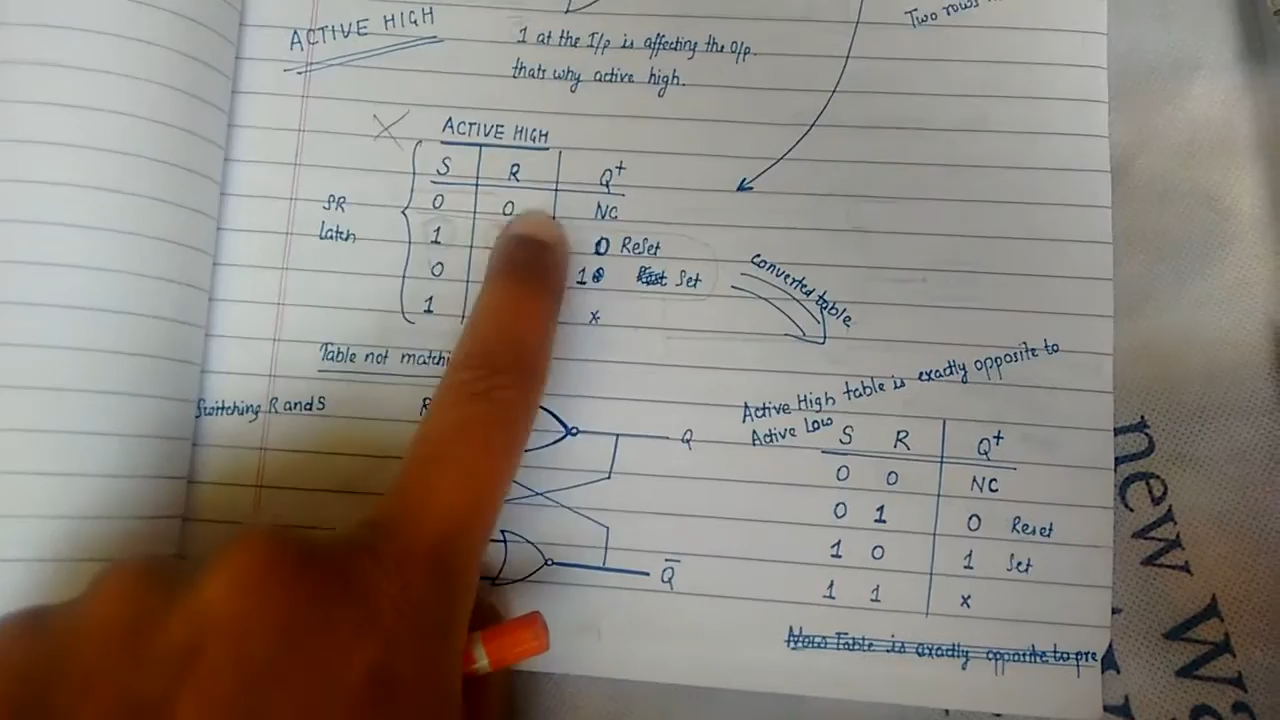 Two rows
ACTIVE HIGH
1 at the I/p is affecting the O/p.
thats why active high.
X
ACTIVE HIGH
S R Q+
0 0 NC
1 0 Reset
0 1 Set
1 x
SR
Latch
Converted table
Table not matchi
Switching R and S
R
Q
Q̅
Active High table is exactly opposite to
Active Low
S R Q+
0 0 NC
0 1 0 Reset
1 0 1 Set
1 1 x
Now Table is exactly opposite to pre
new